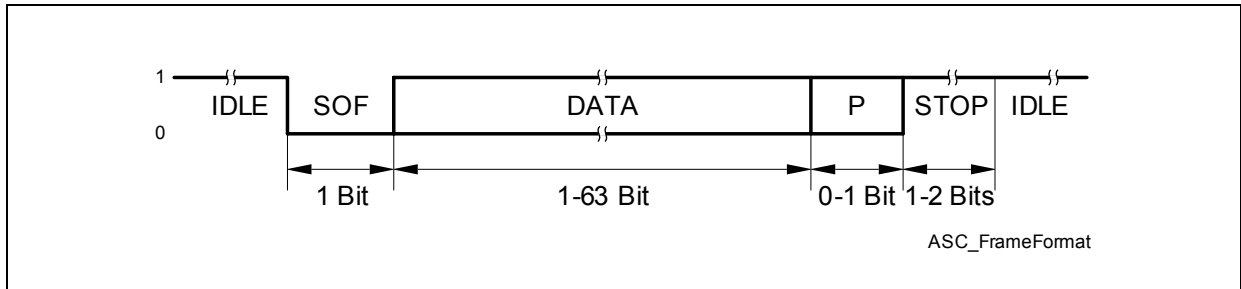 1
IDLE SOF DATA P STOP IDLE
0
1 Bit 1-63 Bit 0-1 Bit 1-2 Bits
ASC_FrameFormat